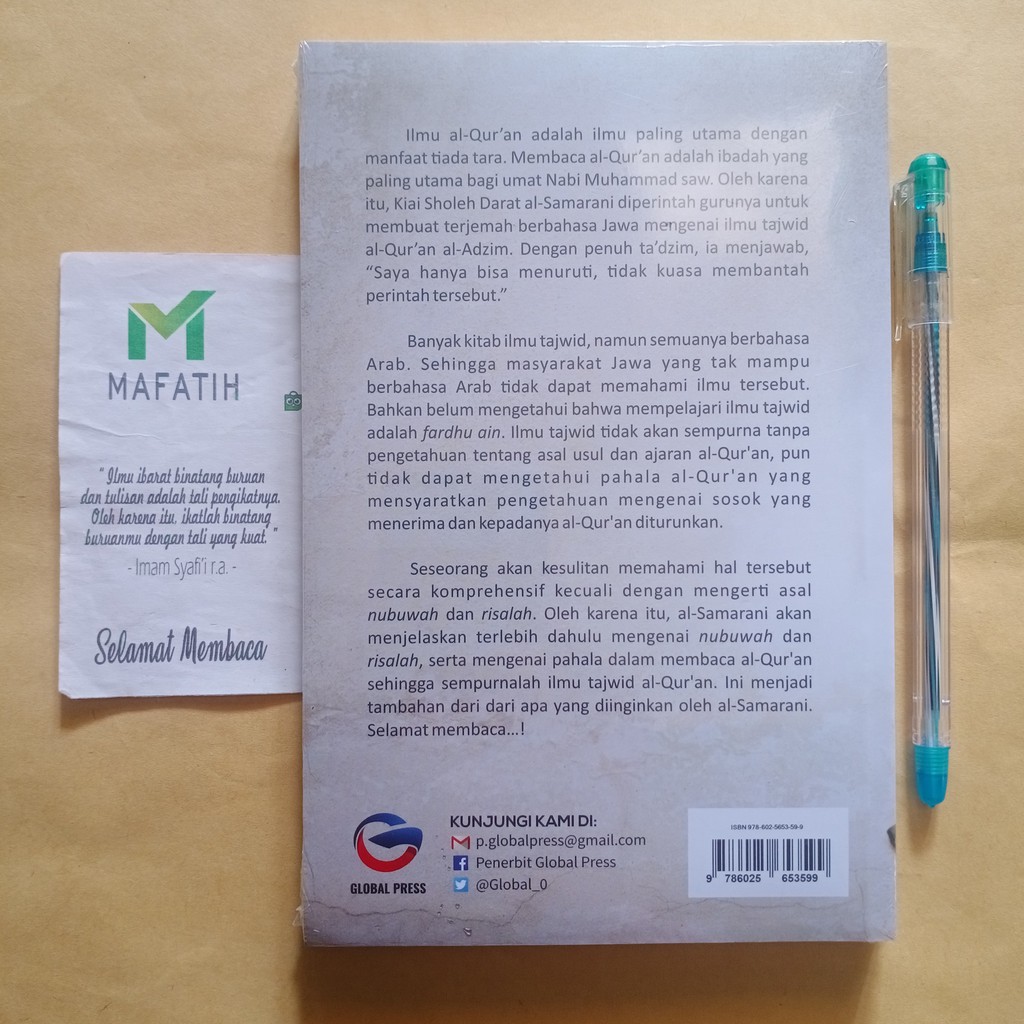 MAFATIH
" Ilmu ibarat binatang buruan
dan tulisan adalah tali pengikatnya.
Oleh karena itu, ikatlah binatang
buruanmu dengan tali yang kuat. "
- Imam Syafi'i r.a. -
Selamat Membaca
Ilmu al-Qur'an adalah ilmu paling utama dengan
manfaat tiada tara. Membaca al-Qur'an adalah ibadah yang
paling utama bagi umat Nabi Muhammad saw. Oleh karena
itu, Kiai Sholeh Darat al-Samarani diperintah gurunya untuk
membuat terjemah berbahasa Jawa mengenai ilmu tajwid
al-Qur'an al-Adzim. Dengan penuh ta'dzim, ia menjawab,
"Saya hanya bisa menuruti, tidak kuasa membantah
perintah tersebut."
Banyak kitab ilmu tajwid, namun semuanya berbahasa
Arab. Sehingga masyarakat Jawa yang tak mampu
berbahasa Arab tidak dapat memahami ilmu tersebut.
Bahkan belum mengetahui bahwa mempelajari ilmu tajwid
adalah fardhu ain. Ilmu tajwid tidak akan sempurna tanpa
pengetahuan tentang asal usul dan ajaran al-Qur'an, pun
tidak dapat mengetahui pahala al-Qur'an yang
mensyaratkan pengetahuan mengenai sosok yang
menerima dan kepadanya al-Qur'an diturunkan.
Seseorang akan kesulitan memahami hal tersebut
secara komprehensif kecuali dengan mengerti asal
nubuwah dan risalah. Oleh karena itu, al-Samarani akan
menjelaskan terlebih dahulu mengenai nubuwah dan
risalah, serta mengenai pahala dalam membaca al-Qur'an
sehingga sempurnalah ilmu tajwid al-Qur'an. Ini menjadi
tambahan dari dari apa yang diinginkan oleh al-Samarani.
Selamat membaca...!
GLOBAL PRESS
KUNJUNGI KAMI DI:
p.globalpress@gmail.com
Penerbit Global Press
@Global_0
ISBN 978-602-5653-59-9
9 786025 653599